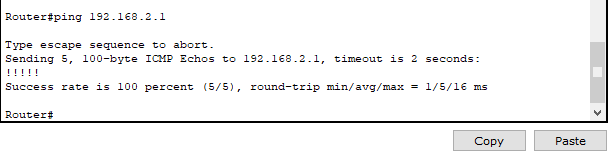 Router#ping 192.168.2.1
Type escape sequence to abort.
Sending 5, 100-byte ICMP Echos to 192.168.2.1, timeout is 2 seconds:
!!!!!
Success rate is 100 percent (5/5), round-trip min/avg/max = 1/5/16 ms
Router#
Copy Paste